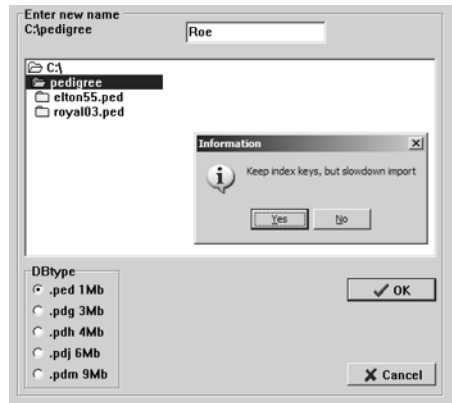 Enter new name
C:\pedigree
Roe
C:\
pedigree
elton55.ped
royal03.ped
Information
Keep index keys, but slowdown import
Yes
No
DBtype
.ped 1Mb
.pdg 3Mb
.pdh 4Mb
.pdj 6Mb
.pdm 9Mb
OK
Cancel